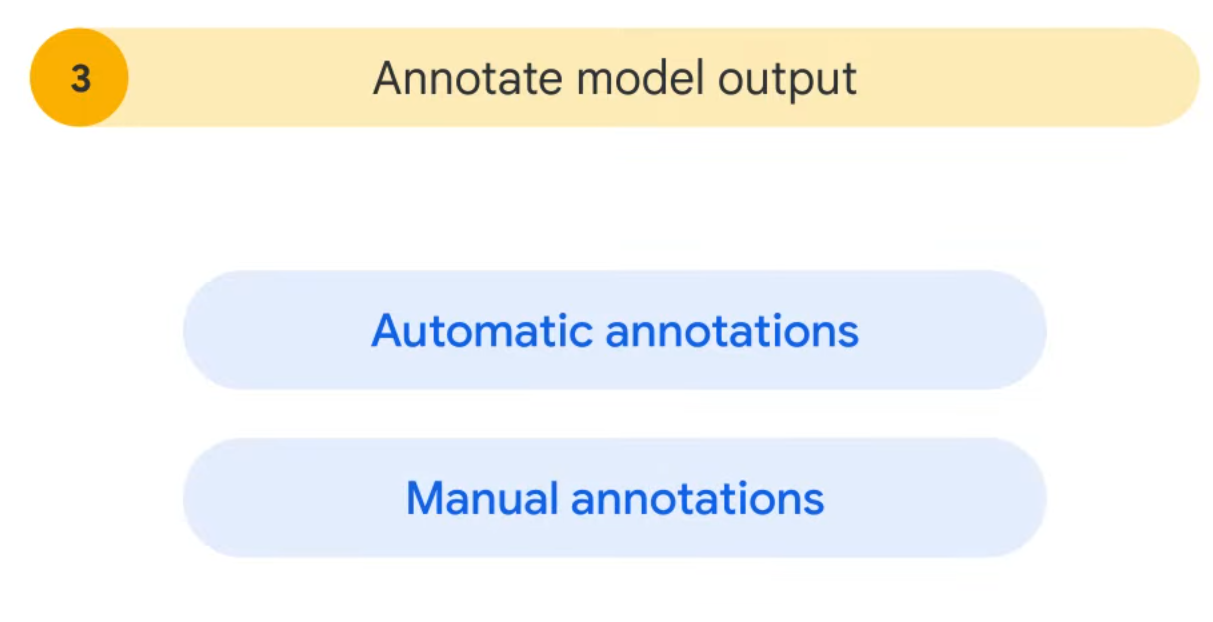 3
Annotate model output
Automatic annotations
Manual annotations